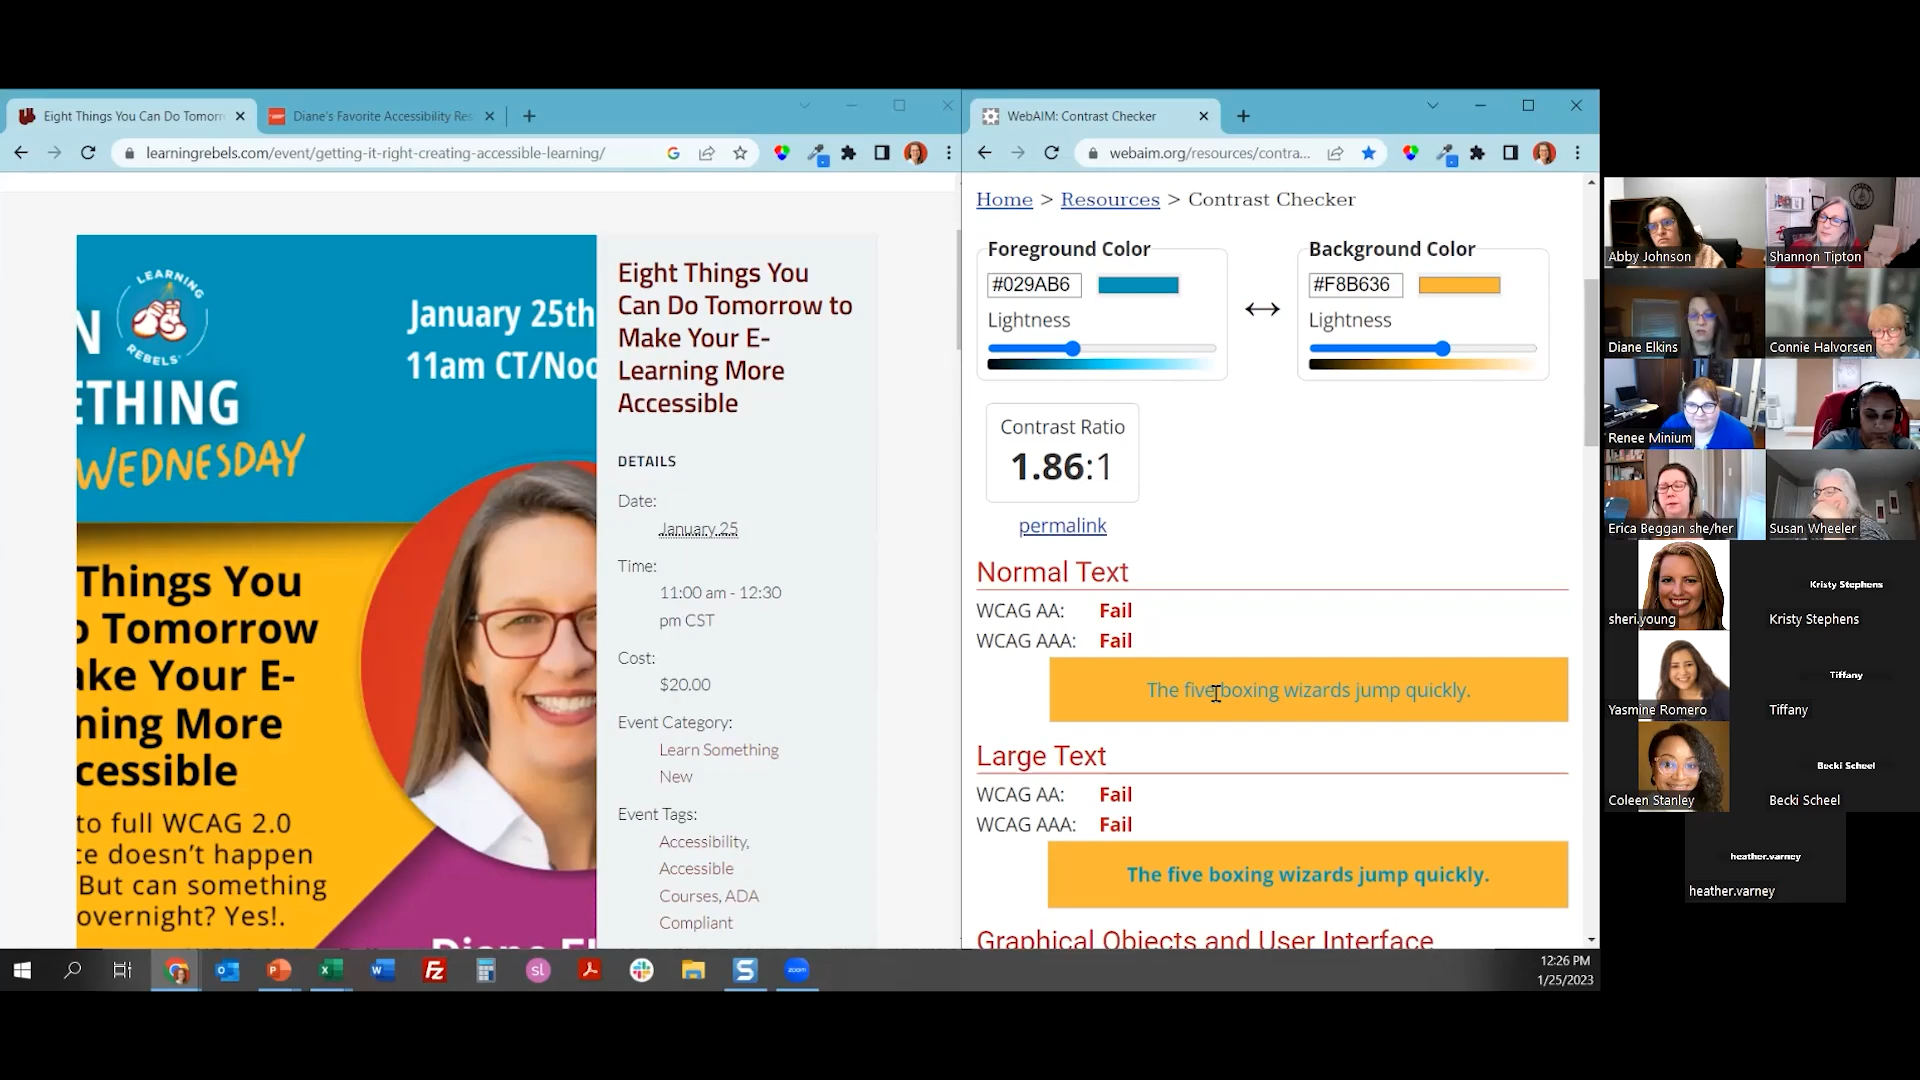 Eight Things You Can Do Tomorr
Diane's Favorite Accessibility Res
learningrebels.com/event/getting-it-right-creating-accessible-learning/
N
LEARNING
REBELS
January 25th
11am CT/Noo
ETHING
WEDNESDAY
Things You
o Tomorrow
ake Your E-
ning More
cessible
to full WCAG 2.0
ce doesn't happen
But can something
overnight? Yes!.
Diane El
Eight Things You
Can Do Tomorrow to
Make Your E-
Learning More
Accessible
DETAILS
Date:
January 25
Time:
11:00 am - 12:30
pm CST
Cost:
$20.00
Event Category:
Learn Something
New
Event Tags:
Accessibility,
Accessible
Courses, ADA
Compliant
WebAIM: Contrast Checker
webaim.org/resources/contra...
Home > Resources > Contrast Checker
Foreground Color
#029AB6
Lightness
Background Color
#F8B636
Lightness
Contrast Ratio
1.86:1
permalink
Normal Text
WCAG AA: Fail
WCAG AAA: Fail
The five boxing wizards jump quickly.
Large Text
WCAG AA: Fail
WCAG AAA: Fail
The five boxing wizards jump quickly.
Graphical Objects and User Interface
Abby Johnson
Shannon Tipton
Diane Elkins
Connie Halvorsen
Renee Minium
Erica Beggan she/her
Susan Wheeler
sheri.young
Kristy Stephens
Kristy Stephens
Yasmine Romero
Tiffany
Tiffany
Coleen Stanley
Becki Scheel
Becki Scheel
heather.varney
heather.varney
sl
zoom
12:26 PM
1/25/2023